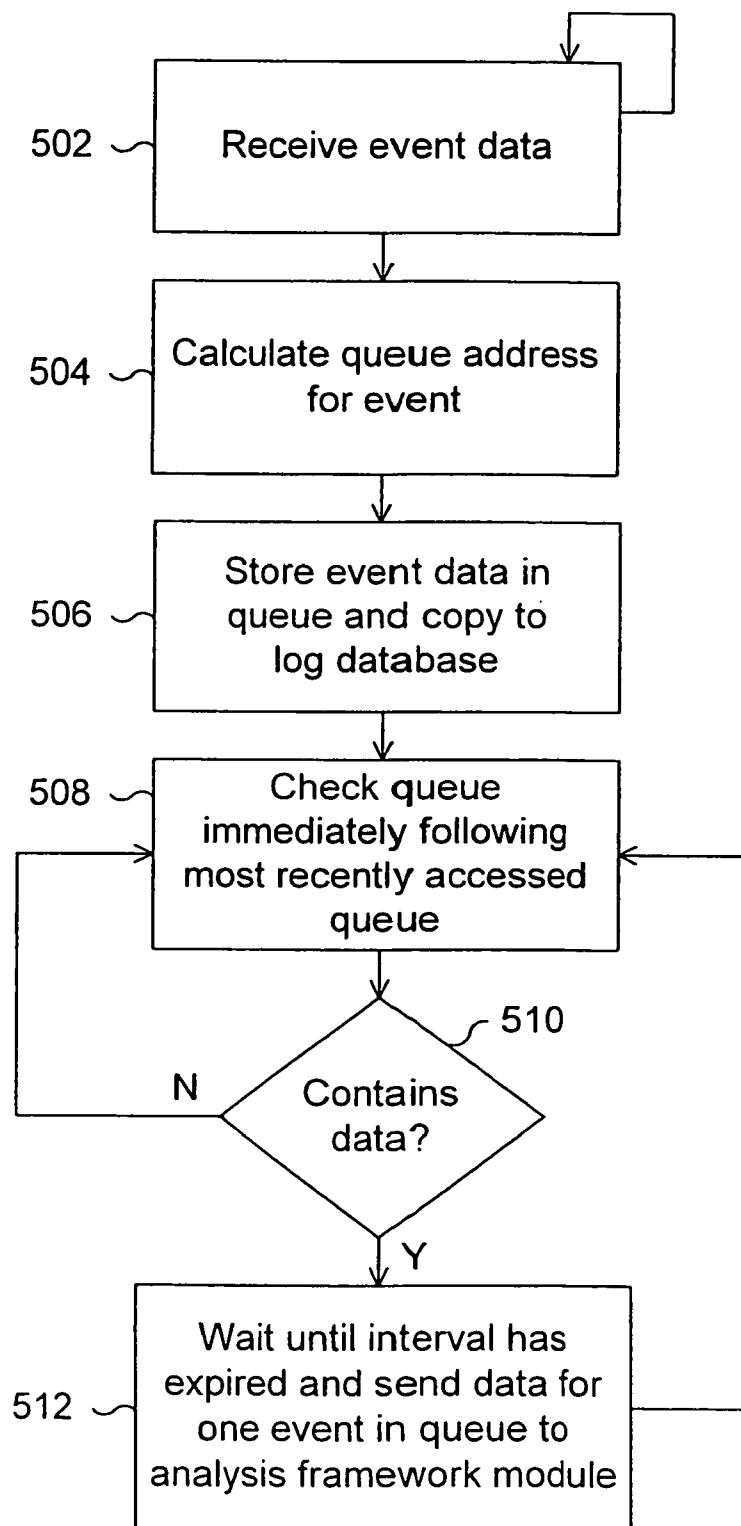 502
Receive event data
504
Calculate queue address
for event
506
Store event data in
queue and copy to
log database
508
Check queue
immediately following
most recently accessed
queue
510
N
Contains
data?
Y
512
Wait until interval has
expired and send data for
one event in queue to
analysis framework module